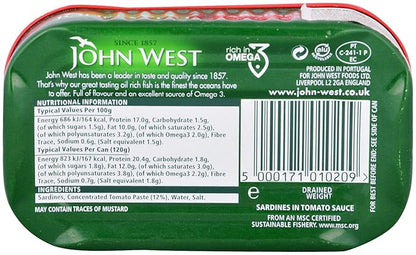 SINCE 1857
JOHN WEST
rich in
OMEGA 3
alu
PT
C-241-1 P
EC
John West has been a leader in taste and quality since 1857.
That's why our great tasting oil rich fish is the finest the oceans have
to offer. Full of flavour and an excellent source of Omega 3.
PRODUCED IN PORTUGAL
FOR JOHN WEST FOODS LTD.
LIVERPOOL L2 2GA ENGLAND
www.john-west.co.uk
NUTRITIONAL INFORMATION
Typical Values Per 100g
Energy 686 kJ/164 kcal, Protein 17.0g, Carbohydrate 1.5g,
(of which sugars 1.5g), Fat 10.0g, (of which saturates 2.5g),
(of which polyunsaturates 3.2g), (of which Omega3 2.0g), Fibre 0g,
Sodium 0.6g, (Salt equivalent 1.5g).
Typical Values Per Can (120g)
Energy 823 kJ/167 kcal, Protein 20.4g, Carbohydrate 1.8g,
(of which sugars 1.8g), Fat 12.0g, (of which saturates 3.0g),
(of which polyunsaturates 3.8g), (of which Omega3 2.2g), Fibre 0g,
Sodium 0.7g, (Salt equivalent 1.8g).
INGREDIENTS
Sardines, Concentrated Tomato Paste (12%), Water, Salt.
MAY CONTAIN TRACES OF MUSTARD
5 000171 010209 >
e
DRAINED
WEIGHT
SARDINES IN TOMATO SAUCE
FROM AN MSC CERTIFIED
SUSTAINABLE FISHERY. www.msc.org
FOR BEST BEFORE END: SEE SIDE OF CAN